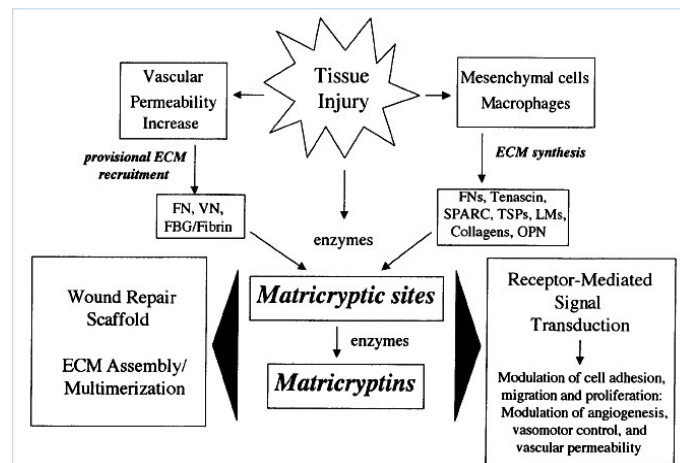 Tissue
Injury
Vascular
Permeability
Increase
Mesenchymal cells
Macrophages
provisional ECM
recruitment
ECM synthesis
FN, VN,
FBG/Fibrin
enzymes
FNs, Tenascin,
SPARC, TSPs, LMs,
Collagens, OPN
Wound Repair
Scaffold
ECM Assembly/
Multimerization
Matricryptic sites
enzymes
Matricryptins
Receptor-Mediated
Signal
Transduction
Modulation of cell adhesion,
migration and proliferation:
Modulation of angiogenesis,
vasomotor control, and
vascular permeability